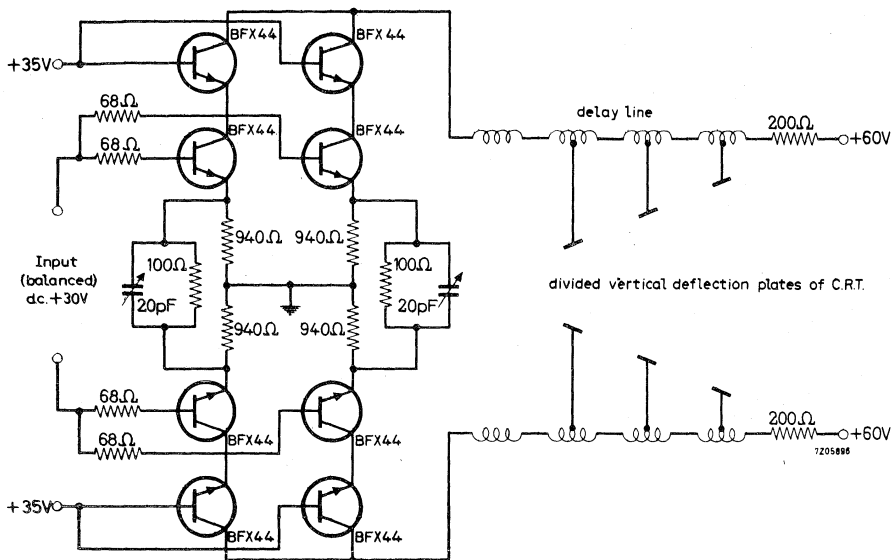 BFX44 BFX44
+35V
68Ω
BFX44 BFX44
delay line
68Ω
200Ω
+60V
940Ω 940Ω
Input
(balanced)
d.c.+30V
100Ω
20pF
100Ω
20pF
divided vertical deflection plates of C.R.T.
940Ω 940Ω
68Ω
68Ω
BFX44 BFX44
200Ω
+60V
7Z05896
+35V
BFX44 BFX44